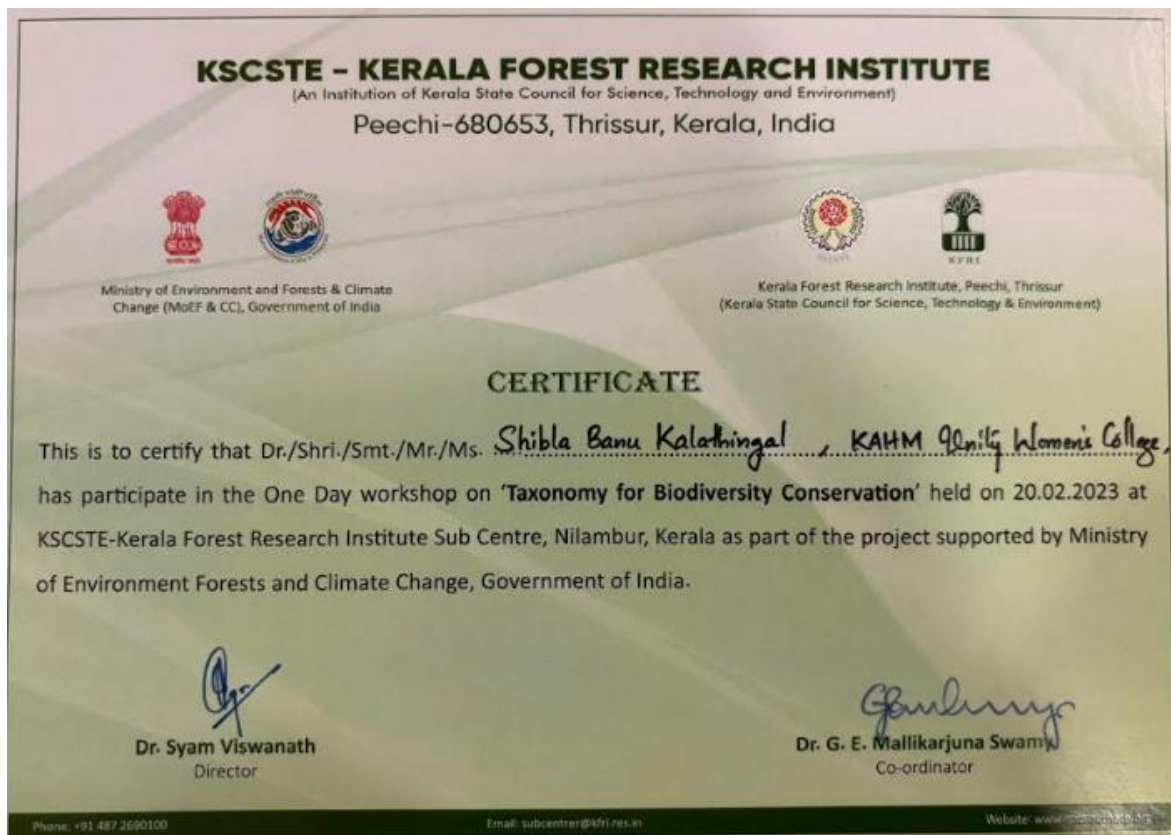 KSCSTE – KERALA FOREST RESEARCH INSTITUTE
(An Institution of Kerala State Council for Science, Technology and Environment)
Peechi-680653, Thrissur, Kerala, India
KFRI
Ministry of Environment and Forests & Climate
Change (MoEF & CC), Government of India
Kerala Forest Research Institute, Peechi, Thrissur
(Kerala State Council for Science, Technology & Environment)
CERTIFICATE
This is to certify that Dr./Shri./Smt./Mr./Ms. Shibla Banu Kalathingal , KAHM Unity Women's College,
has participate in the One Day workshop on ‘Taxonomy for Biodiversity Conservation’ held on 20.02.2023 at
KSCSTE-Kerala Forest Research Institute Sub Centre, Nilambur, Kerala as part of the project supported by Ministry
of Environment Forests and Climate Change, Government of India.
Dr. Syam Viswanath
Director
Dr. G. E. Mallikarjuna Swamy
Co-ordinator
Phone: +91 487 2690100
Email: subcentrer@kfri.res.in
Website: